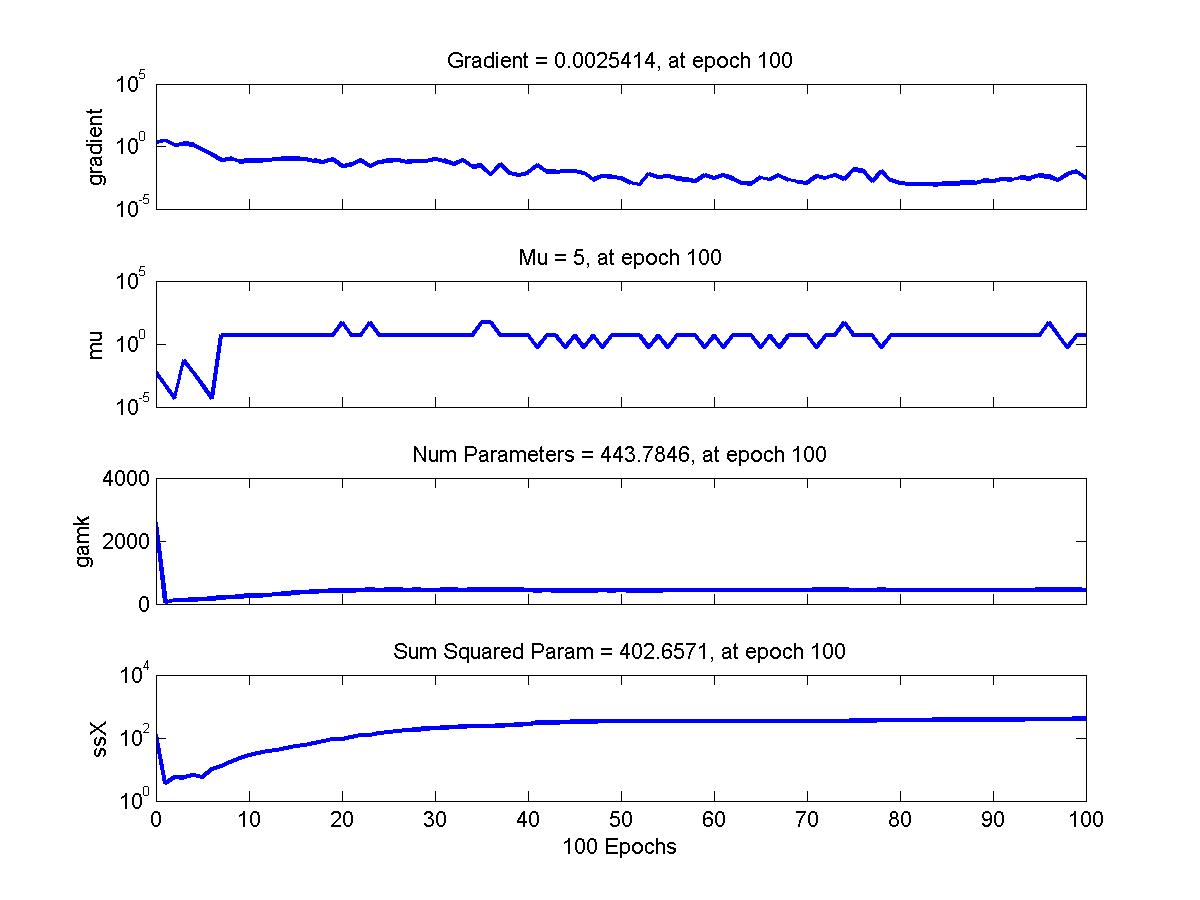 Gradient = 0.0025414, at epoch 100
10^5
10^0
10^-5
gradient
Mu = 5, at epoch 100
10^5
10^0
10^-5
mu
Num Parameters = 443.7846, at epoch 100
4000
2000
0
gamk
Sum Squared Param = 402.6571, at epoch 100
10^4
10^2
10^0
ssX
0 10 20 30 40 50 60 70 80 90 100
100 Epochs